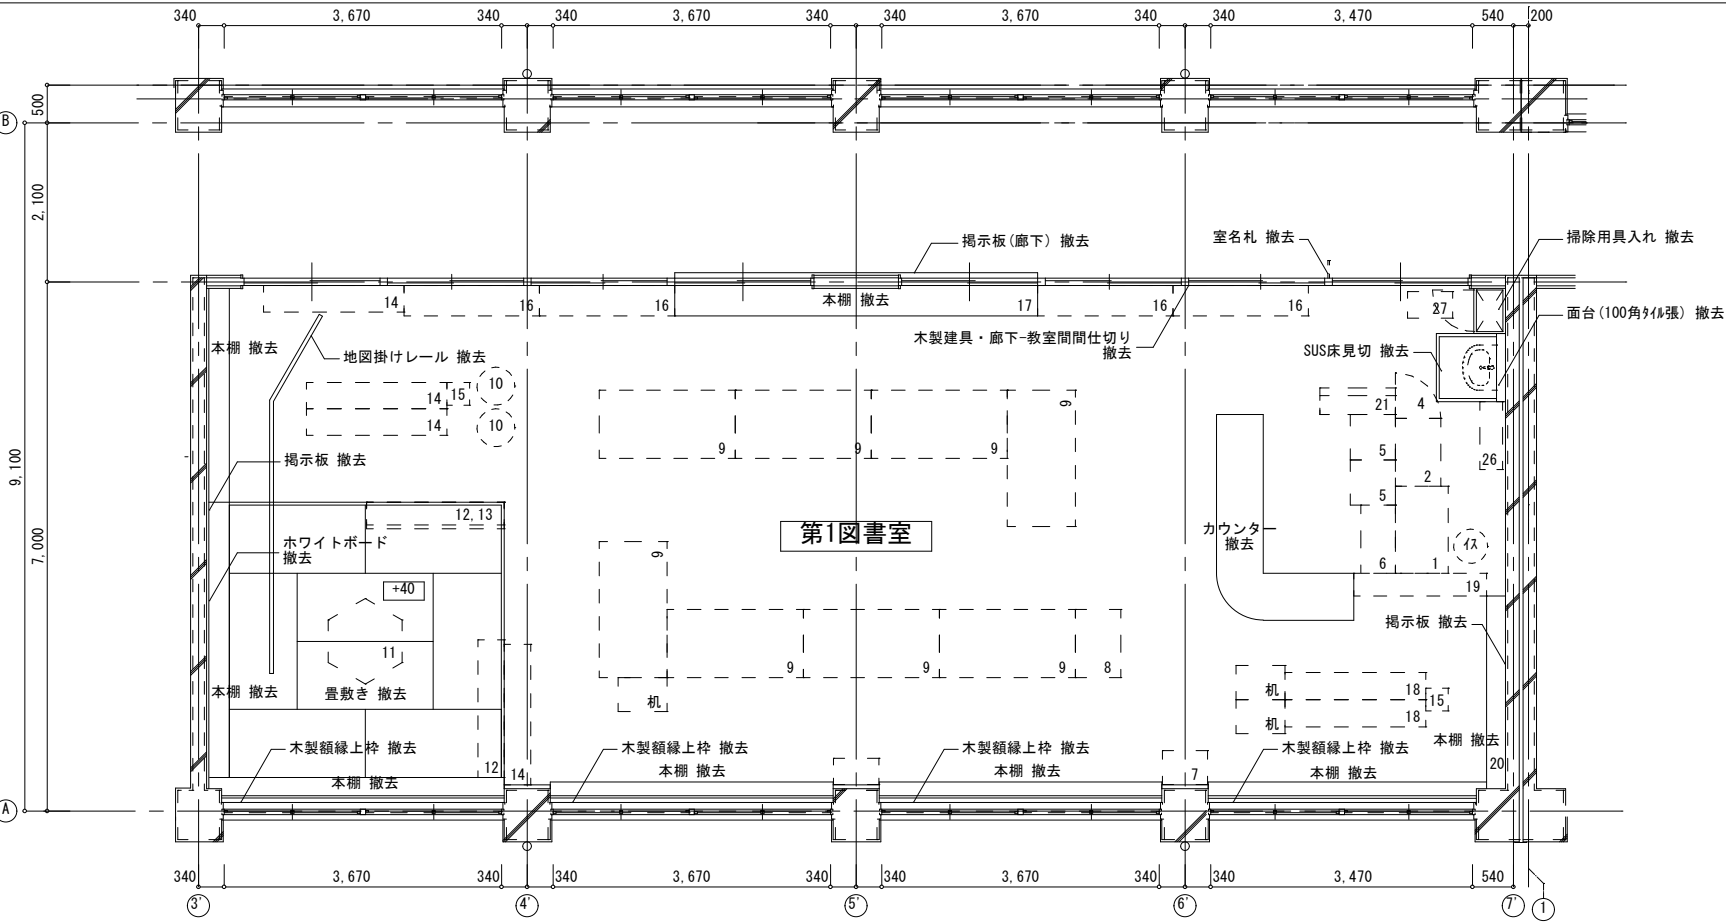 340 3,670 340 340 3,670 340 340 3,670 340 340 3,470 540 200
500
B
2,100
掲示板(廊下) 撤去
室名札 撤去
掃除用具入れ 撤去
14 16 16 本棚 撤去 17 16 16 27
面台(100角ﾀｲﾙ張) 撤去
木製建具・廊下-教室間間仕切り
撤去
本棚 撤去
地図掛けレール 撤去
SUS床見切 撤去
14 15 10
14 10
9 21 4
9 9 9 5 2 26
掲示板 撤去
9,100
5
12,13
第1図書室
カウンター
撤去
ホワイトボード
撤去
7,000
9
ｲｽ
6 1
+40
19
掲示板 撤去
11
9 9 9 8
本棚 撤去
畳敷き 撤去
机
机 18 15
机 18
本棚 撤去
木製額縁上枠 撤去 木製額縁上枠 撤去 木製額縁上枠 撤去 木製額縁上枠 撤去
12 14 本棚 撤去 本棚 撤去 7 本棚 撤去 20
本棚 撤去
A
340 3,670 340 340 3,670 340 340 3,670 340 340 3,470 540
3' 4' 5' 6' 7' 1